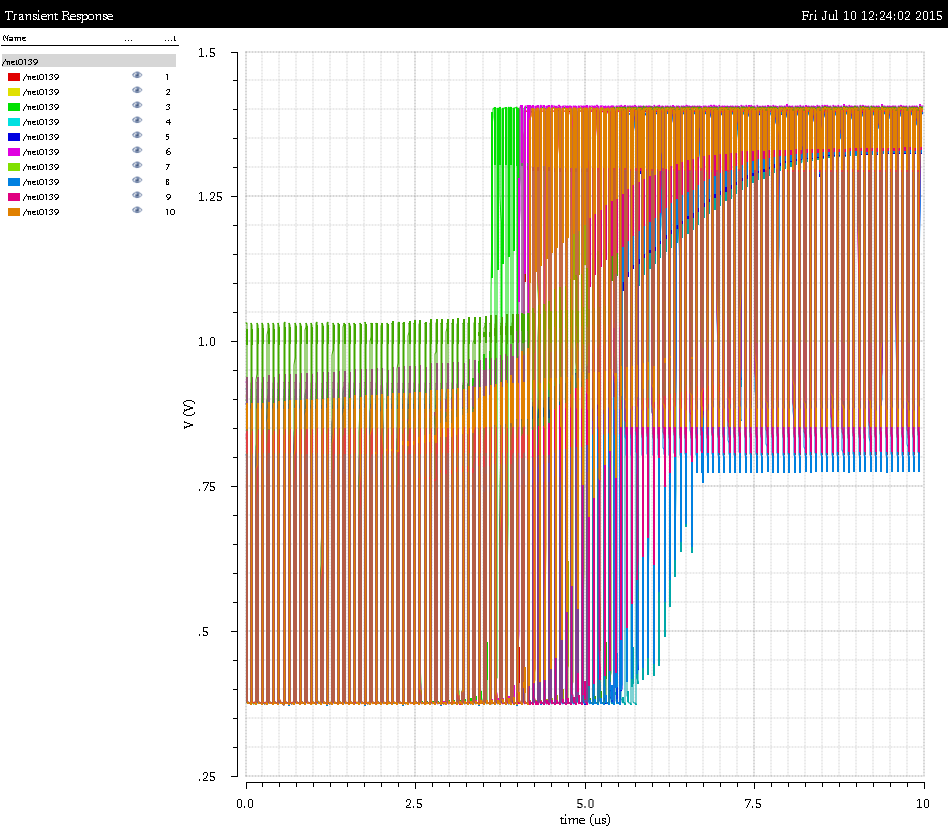 Transient Response Fri Jul 10 12:24:02 2015
Name ... ...t
/net0139
/net0139 1
/net0139 2
/net0139 3
/net0139 4
/net0139 5
/net0139 6
/net0139 7
/net0139 8
/net0139 9
/net0139 10
1.5
1.25
1.0
.75
.5
.25
V (V)
0.0 2.5 5.0 7.5 10
time (us)